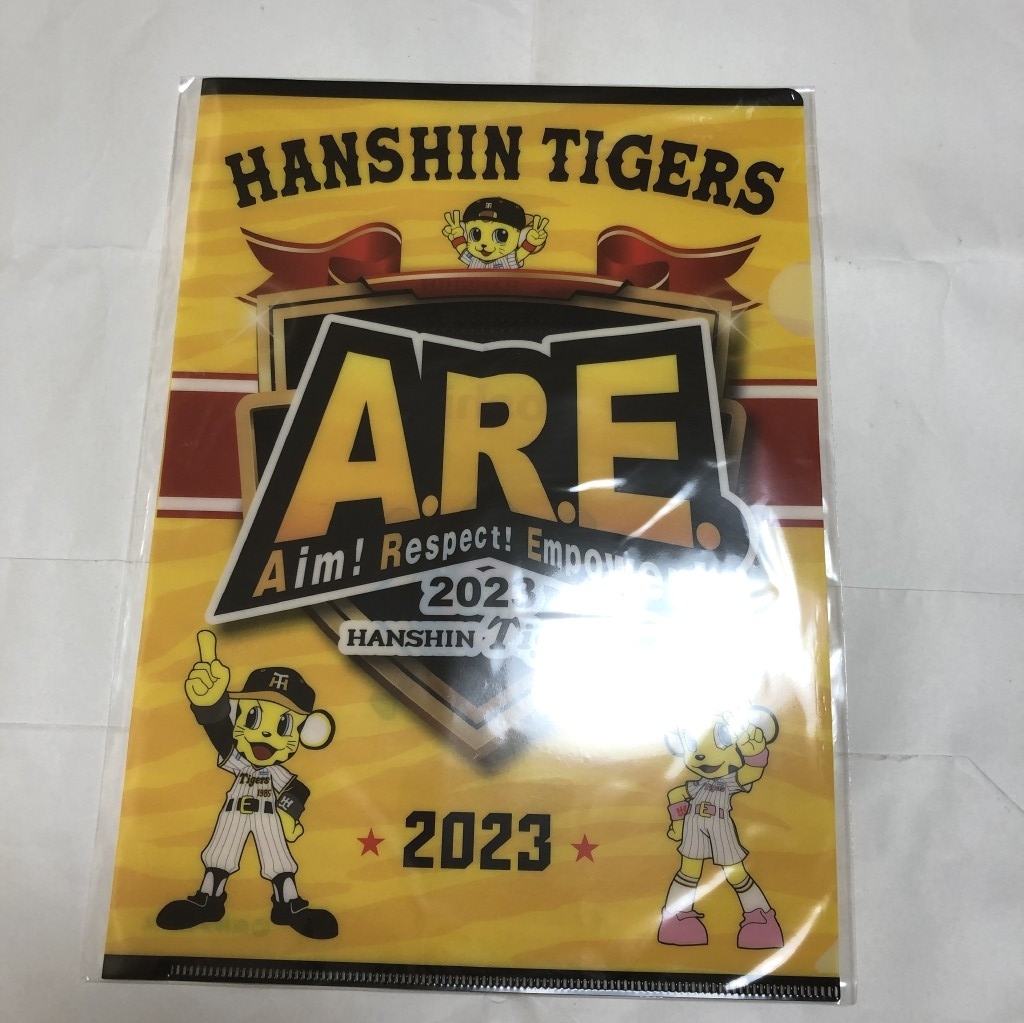 HANSHIN TIGERS
A.R.E.
Aim! Respect!
2023
HANSHIN
Tigers
1985
2023